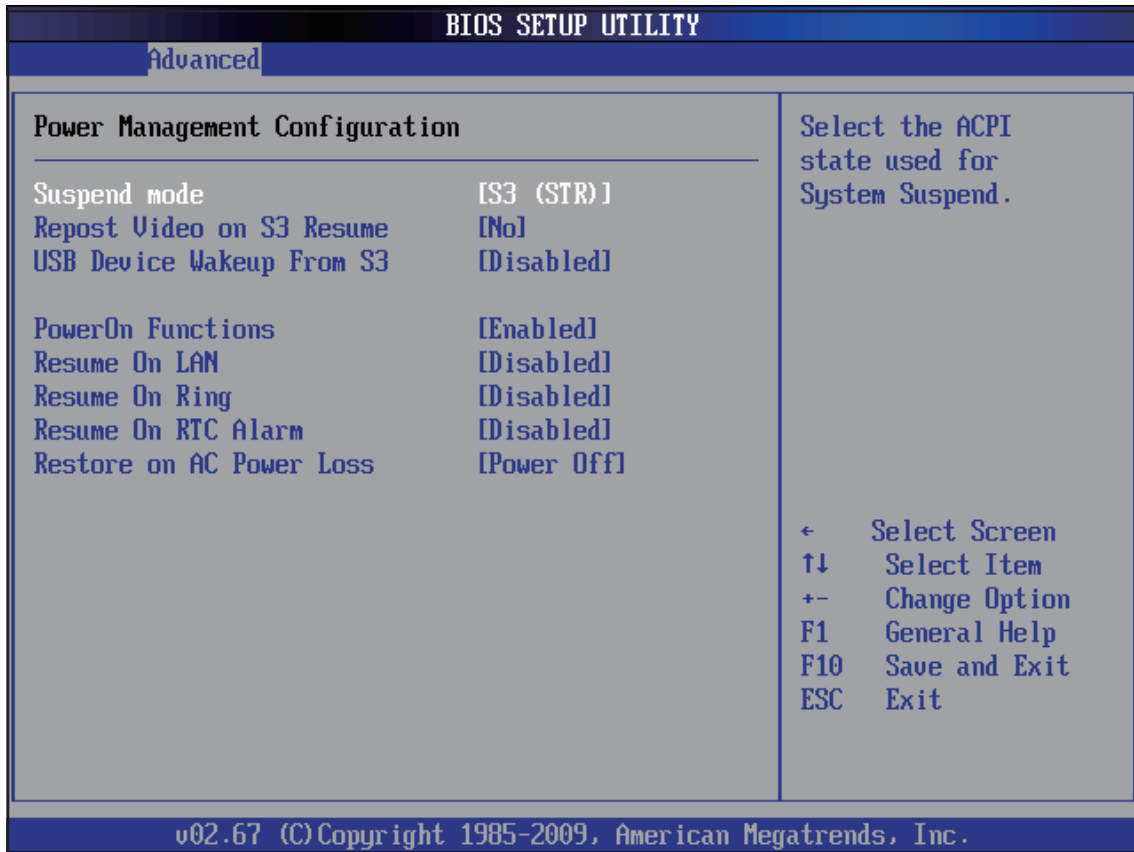 BIOS SETUP UTILITY
Advanced
Power Management Configuration
Suspend mode [S3 (STR)]
Repost Video on S3 Resume [No]
USB Device Wakeup From S3 [Disabled]
PowerOn Functions [Enabled]
Resume On LAN [Disabled]
Resume On Ring [Disabled]
Resume On RTC Alarm [Disabled]
Restore on AC Power Loss [Power Off]
Select the ACPI
state used for
System Suspend.
← Select Screen
↑↓ Select Item
+- Change Option
F1 General Help
F10 Save and Exit
ESC Exit
v02.67 (C)Copyright 1985-2009, American Megatrends, Inc.